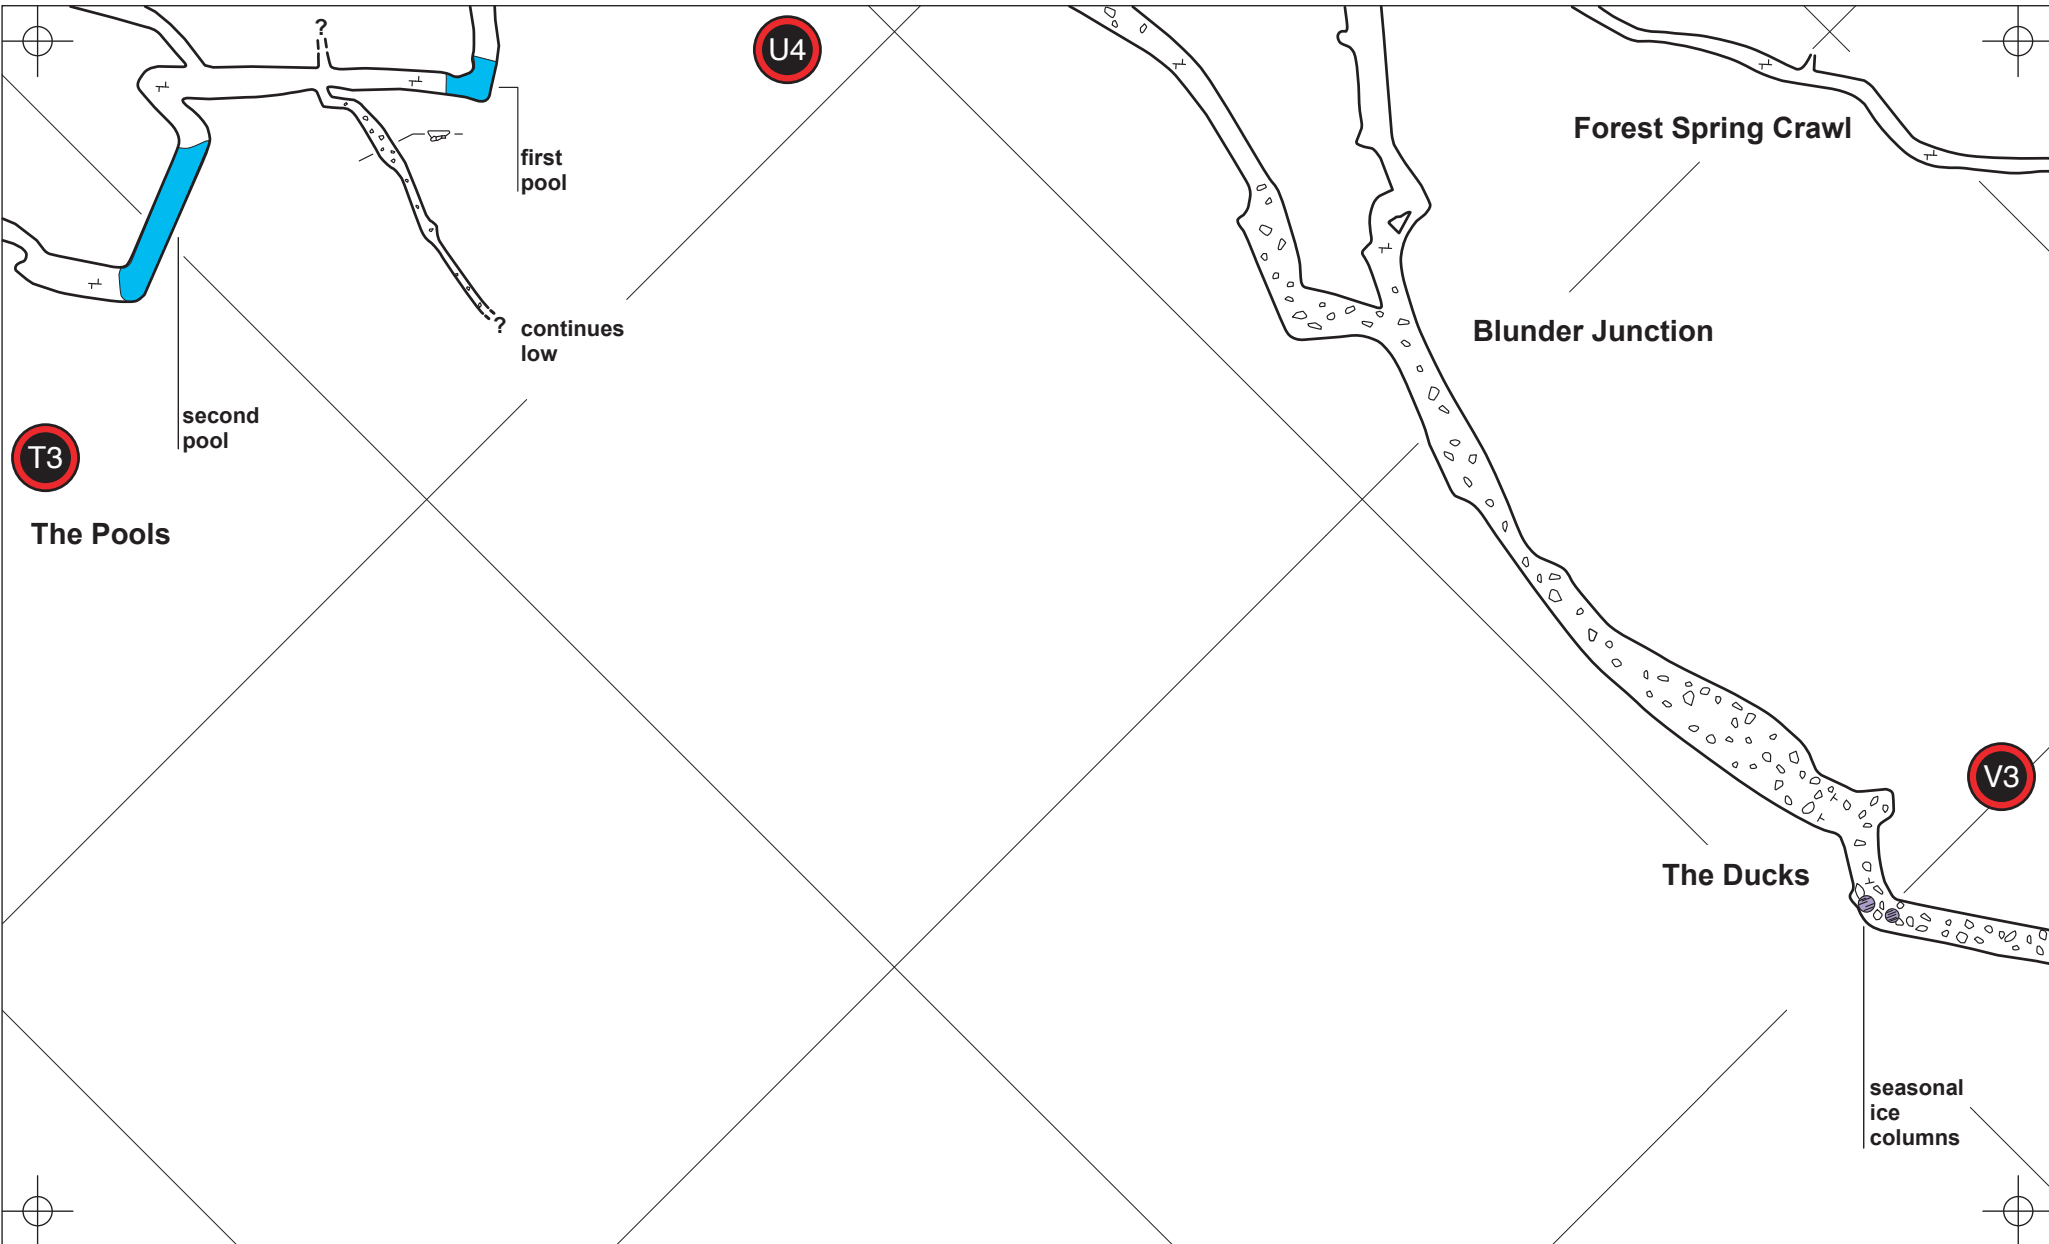 ?
U4
Forest Spring Crawl
first
pool
?
continues
low
Blunder Junction
second
pool
T3
The Pools
V3
The Ducks
seasonal
ice
columns